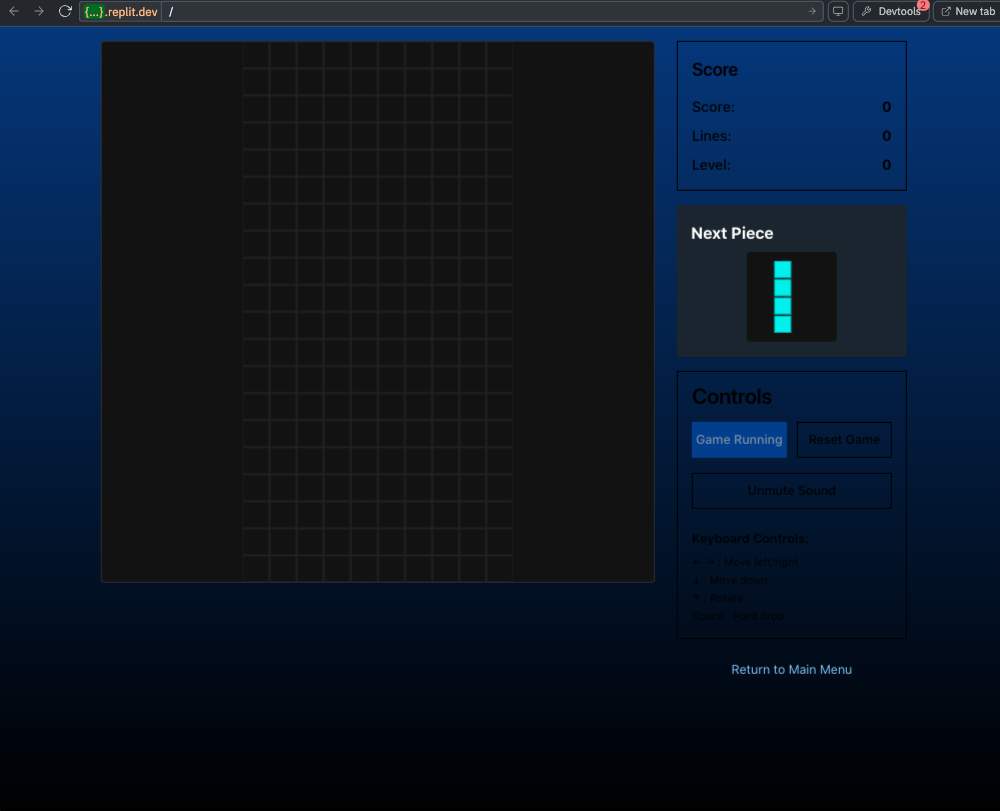 {...}.replit.dev /
Devtools 2
New tab
Score
Score: 0
Lines: 0
Level: 0
Next Piece
Controls
Game Running
Reset Game
Unmute Sound
Keyboard Controls:
← → : Move left/right
↓ : Move down
↑ : Rotate
Space : Hard drop
Return to Main Menu